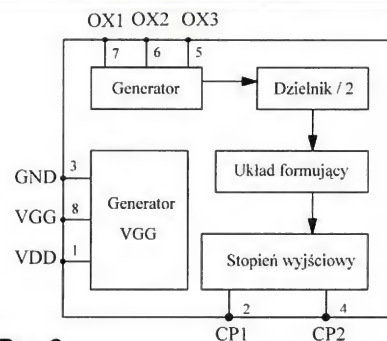 OX1 OX2 OX3
7 6 5
Generator
Dzielnik / 2
Układ formujący
Stopień wyjściowy
GND 3
VGG 8
VDD 1
Generator
VGG
2 4
CP1 CP2